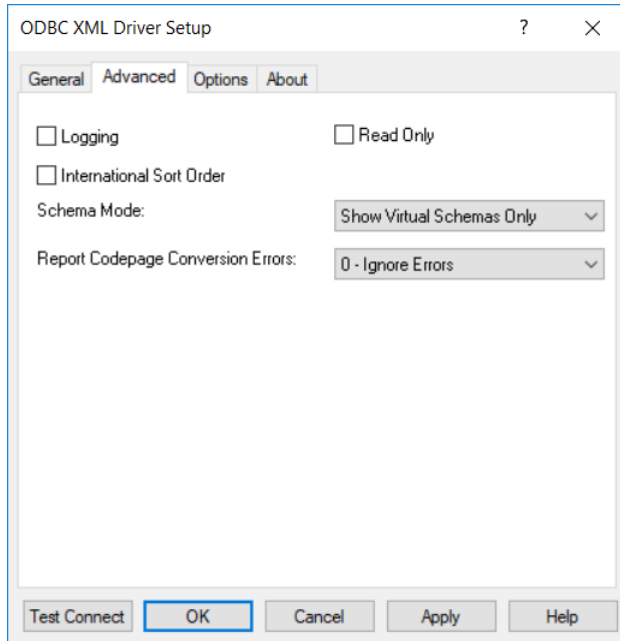 ODBC XML Driver Setup ?
General Advanced Options About
Logging Read Only
International Sort Order
Schema Mode: Show Virtual Schemas Only
Report Codepage Conversion Errors: 0 - Ignore Errors
Test Connect OK Cancel Apply Help